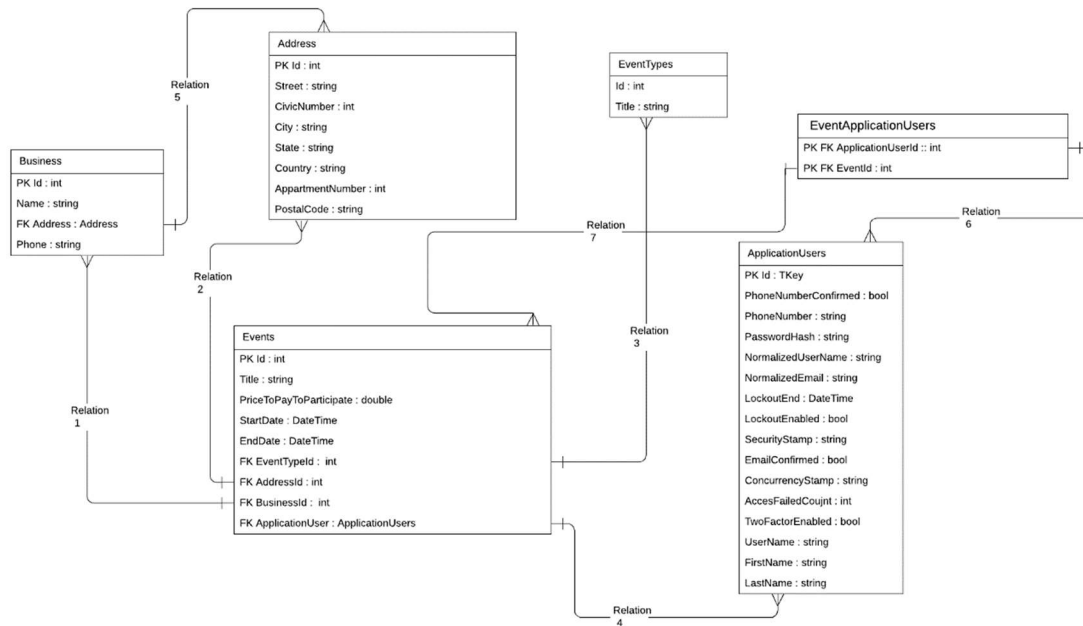 Relation
5
Address
PK Id : int
Street : string
CivicNumber : int
City : string
State : string
Country : string
AppartmentNumber : int
PostalCode : string
EventTypes
Id : int
Title : string
EventApplicationUsers
PK FK ApplicationUserId :: int
PK FK EventId : int
Business
PK Id : int
Name : string
FK Address : Address
Phone : string
Relation
2
Relation
7
Relation
6
ApplicationUsers
PK Id : TKey
PhoneNumberConfirmed : bool
PhoneNumber : string
PasswordHash : string
NormalizedUserName : string
NormalizedEmail : string
LockoutEnd : DateTime
LockoutEnabled : bool
SecurityStamp : string
EmailConfirmed : bool
ConcurrencyStamp : string
AccesFailedCoujnt : int
TwoFactorEnabled : bool
UserName : string
FirstName : string
LastName : string
Relation
3
Events
PK Id : int
Title : string
PriceToPayToParticipate : double
StartDate : DateTime
EndDate : DateTime
FK EventTypeId : int
FK AddressId : int
FK BusinessId : int
FK ApplicationUser : ApplicationUsers
Relation
1
Relation
4